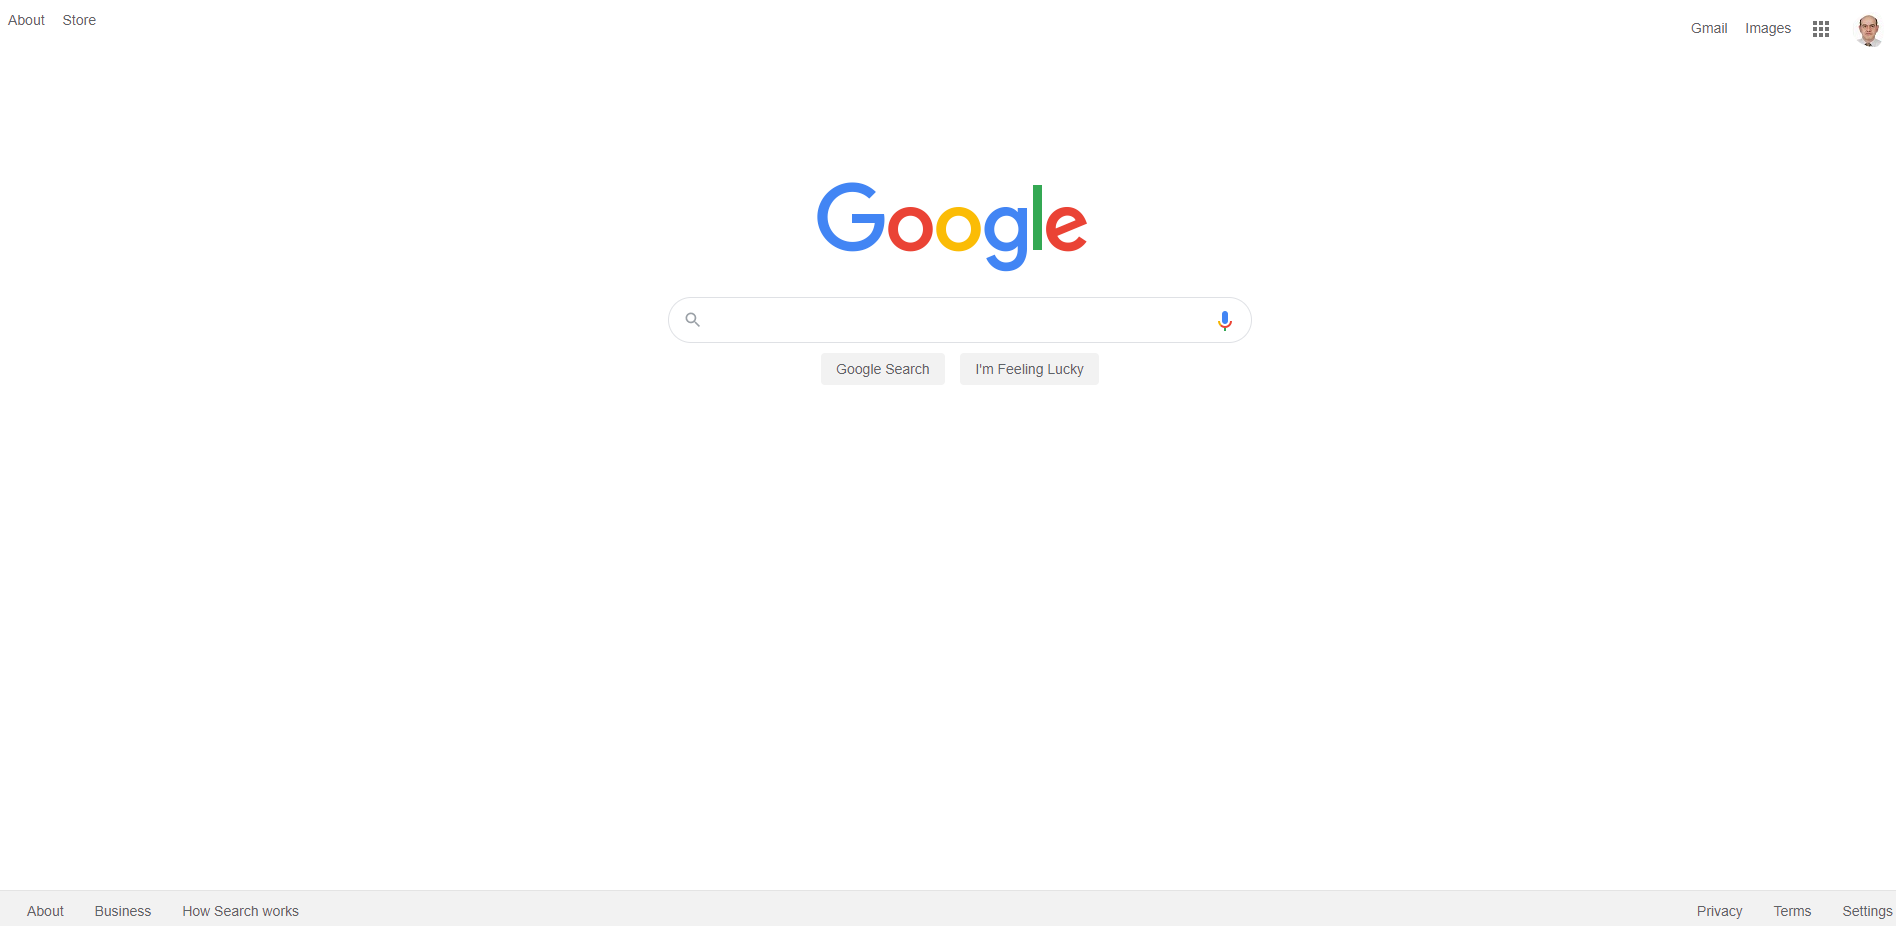 About Store
Gmail Images
Google
Google Search I'm Feeling Lucky
About Business How Search works
Privacy Terms Settings